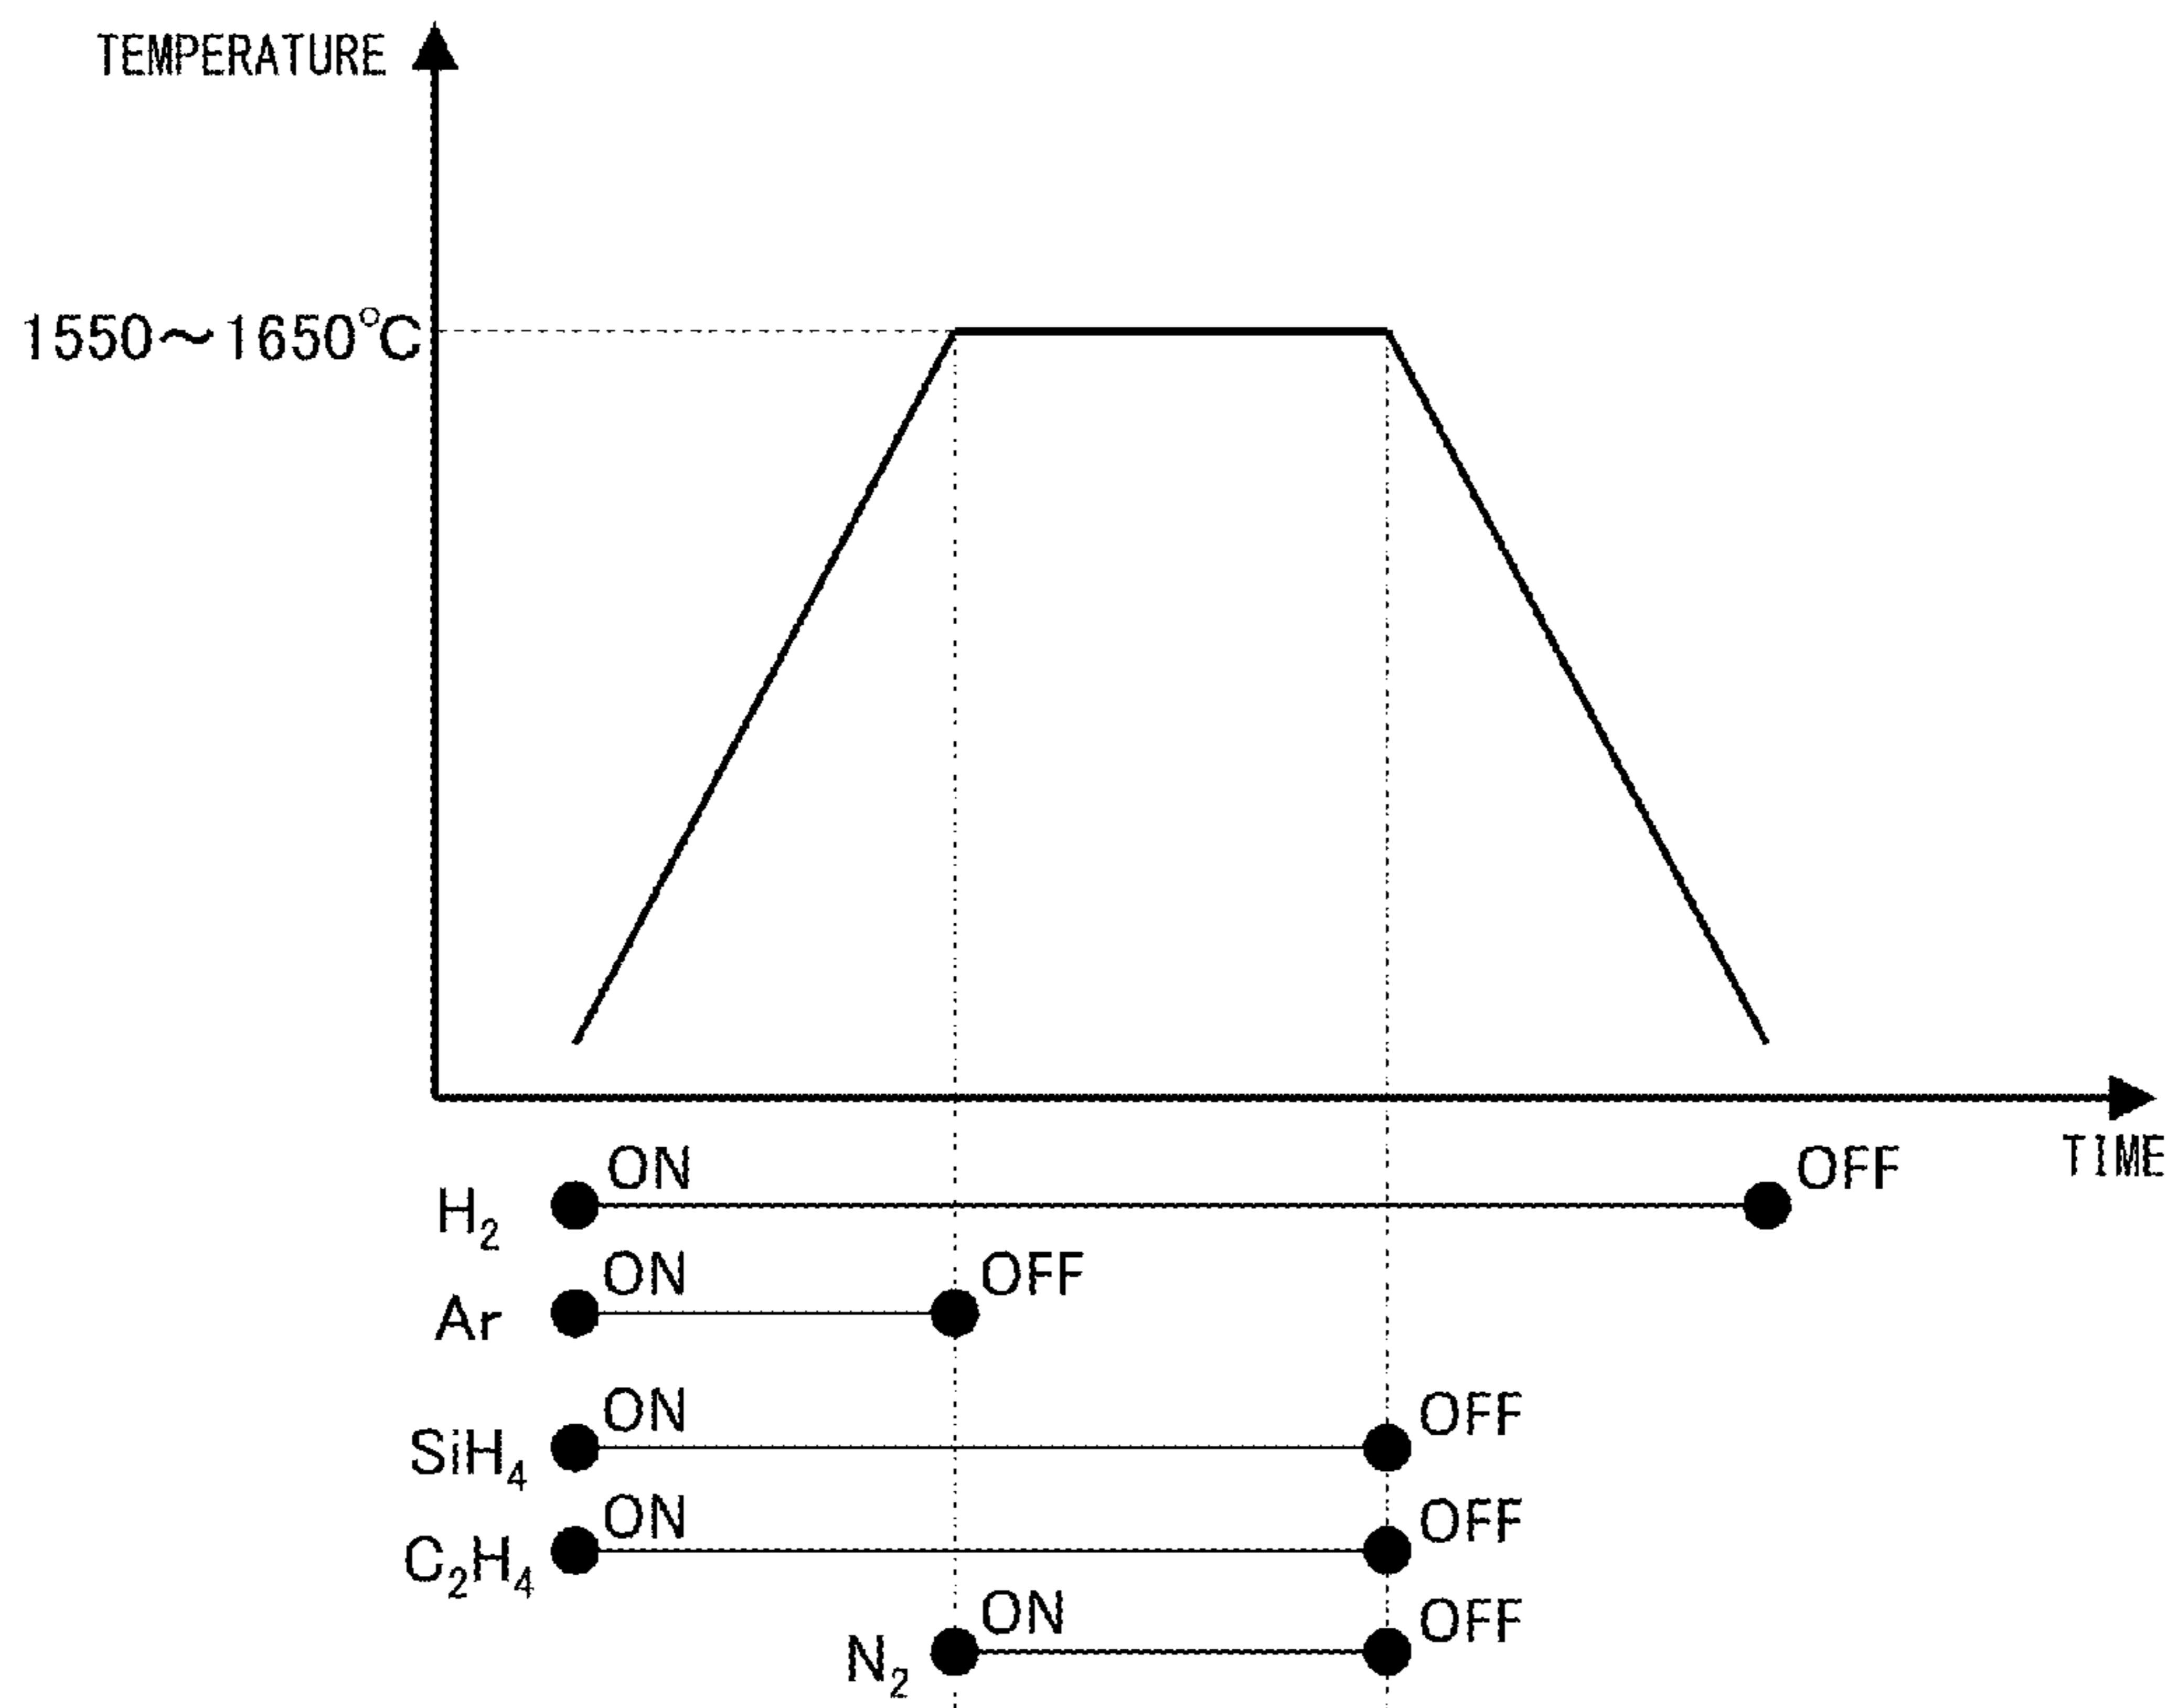 TEMPERATURE
1550～1650°C
TIME
H₂ ON OFF
Ar ON OFF
SiH₄ ON OFF
C₂H₄ ON OFF
N₂ ON OFF